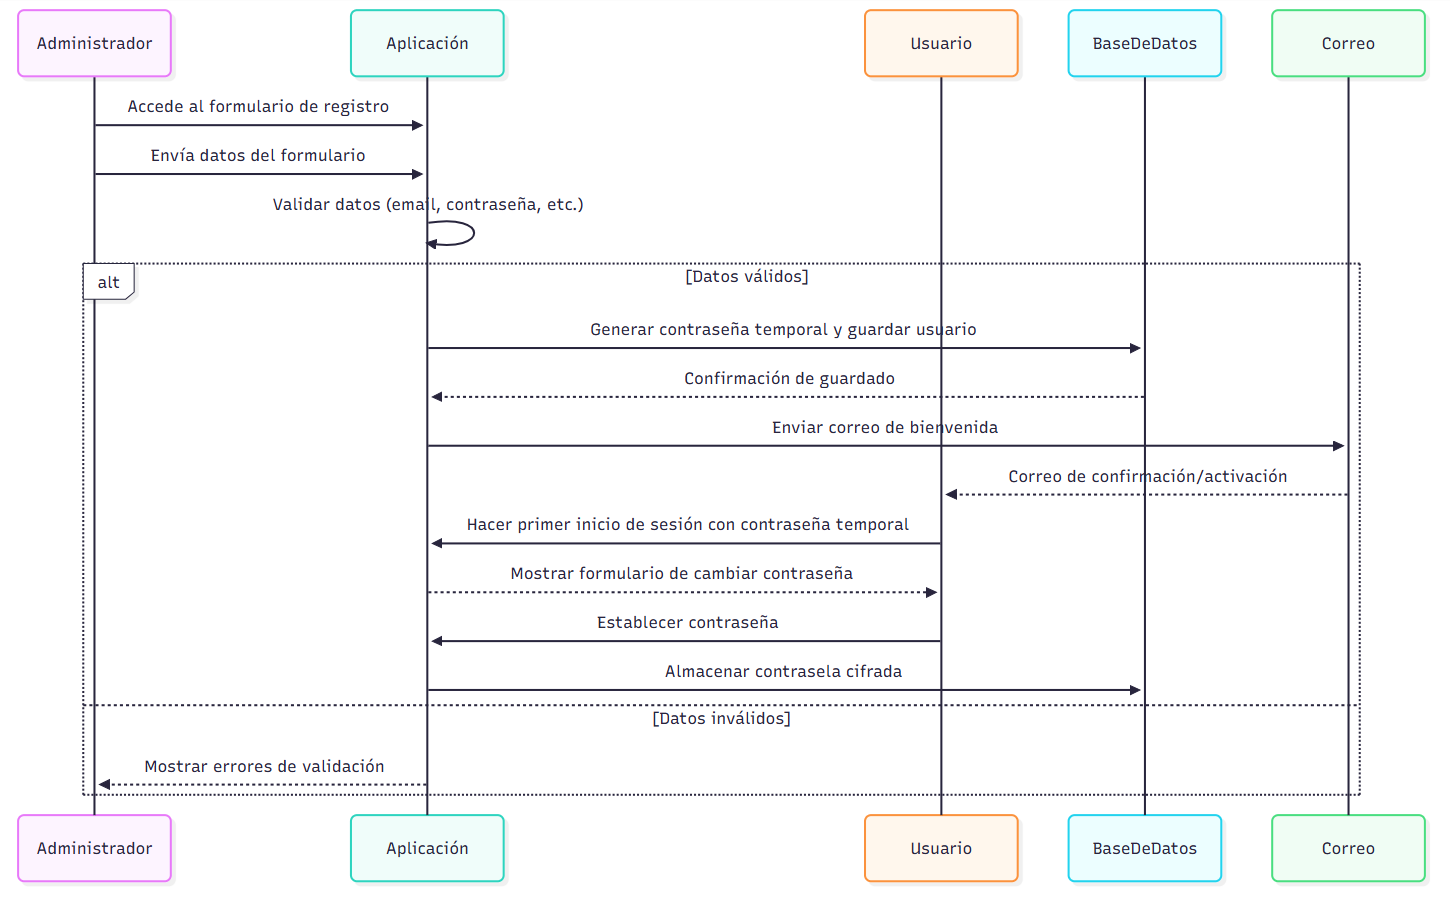 Administrador
Aplicación
Usuario
BaseDeDatos
Correo
Accede al formulario de registro
Envía datos del formulario
Validar datos (email, contraseña, etc.)
alt
[Datos válidos]
Generar contraseña temporal y guardar usuario
Confirmación de guardado
Enviar correo de bienvenida
Correo de confirmación/activación
Hacer primer inicio de sesión con contraseña temporal
Mostrar formulario de cambiar contraseña
Establecer contraseña
Almacenar contrasela cifrada
[Datos inválidos]
Mostrar errores de validación
Administrador
Aplicación
Usuario
BaseDeDatos
Correo